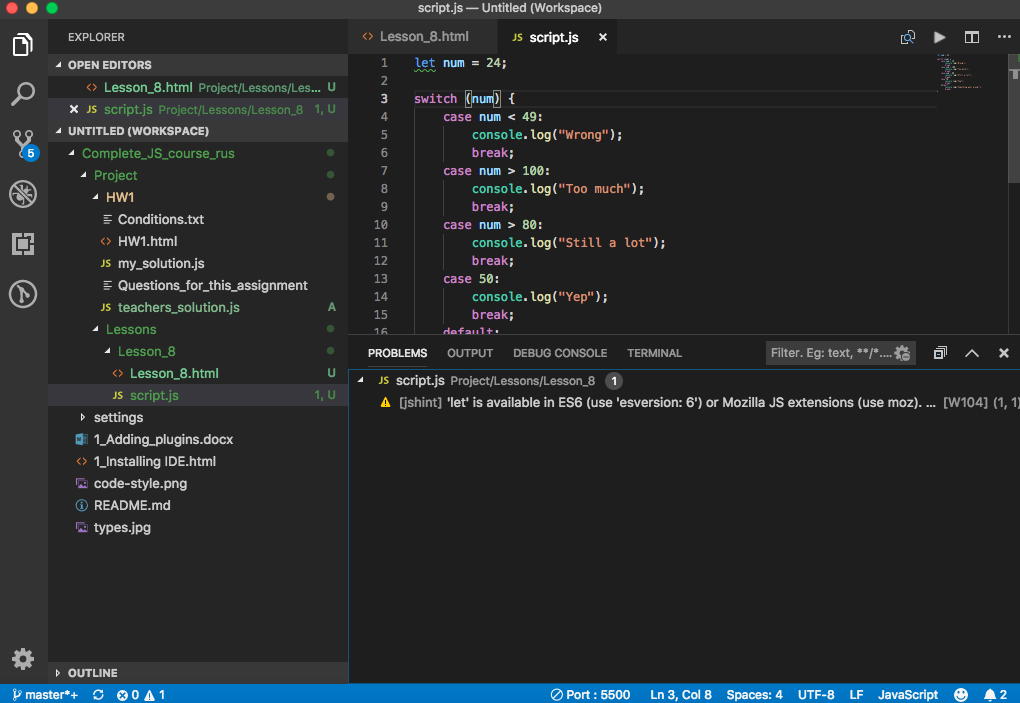 script.js — Untitled (Workspace)
EXPLORER
OPEN EDITORS
Lesson_8.html Project/Lessons/Les... U
script.js Project/Lessons/Lesson_8 1, U
UNTITLED (WORKSPACE)
Complete_JS_course_rus
Project
HW1
Conditions.txt
HW1.html
JS my_solution.js
Questions_for_this_assignment
JS teachers_solution.js A
Lessons
Lesson_8
Lesson_8.html U
JS script.js 1, U
settings
1_Adding_plugins.docx
1_Installing IDE.html
code-style.png
README.md
types.jpg
OUTLINE
5
Lesson_8.html
JS script.js
1 let num = 24;
2
3 switch (num) {
4 case num < 49:
5 console.log("Wrong");
6 break;
7 case num > 100:
8 console.log("Too much");
9 break;
10 case num > 80:
11 console.log("Still a lot");
12 break;
13 case 50:
14 console.log("Yep");
15 break;
16 default:
PROBLEMS OUTPUT DEBUG CONSOLE TERMINAL Filter. Eg: text, **/*....
JS script.js Project/Lessons/Lesson_8 1
[jshint] 'let' is available in ES6 (use 'esversion: 6') or Mozilla JS extensions (use moz). ... [W104] (1, 1)
master*+ 0 1 Port : 5500 Ln 3, Col 8 Spaces: 4 UTF-8 LF JavaScript 2